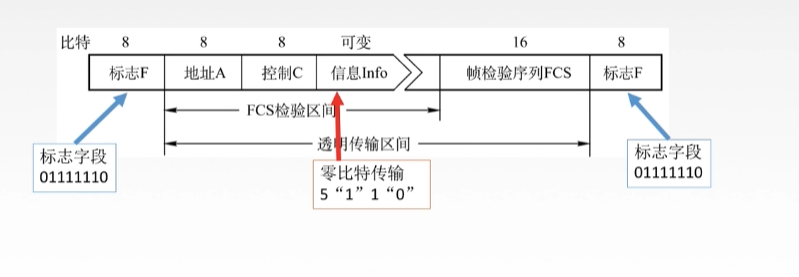 比特 8 8 8 可变 16 8
标志F 地址A 控制C 信息Info 帧检验序列FCS 标志F
FCS检验区间
透明传输区间
标志字段
01111110
零比特传输
5“1”1“0”
标志字段
01111110